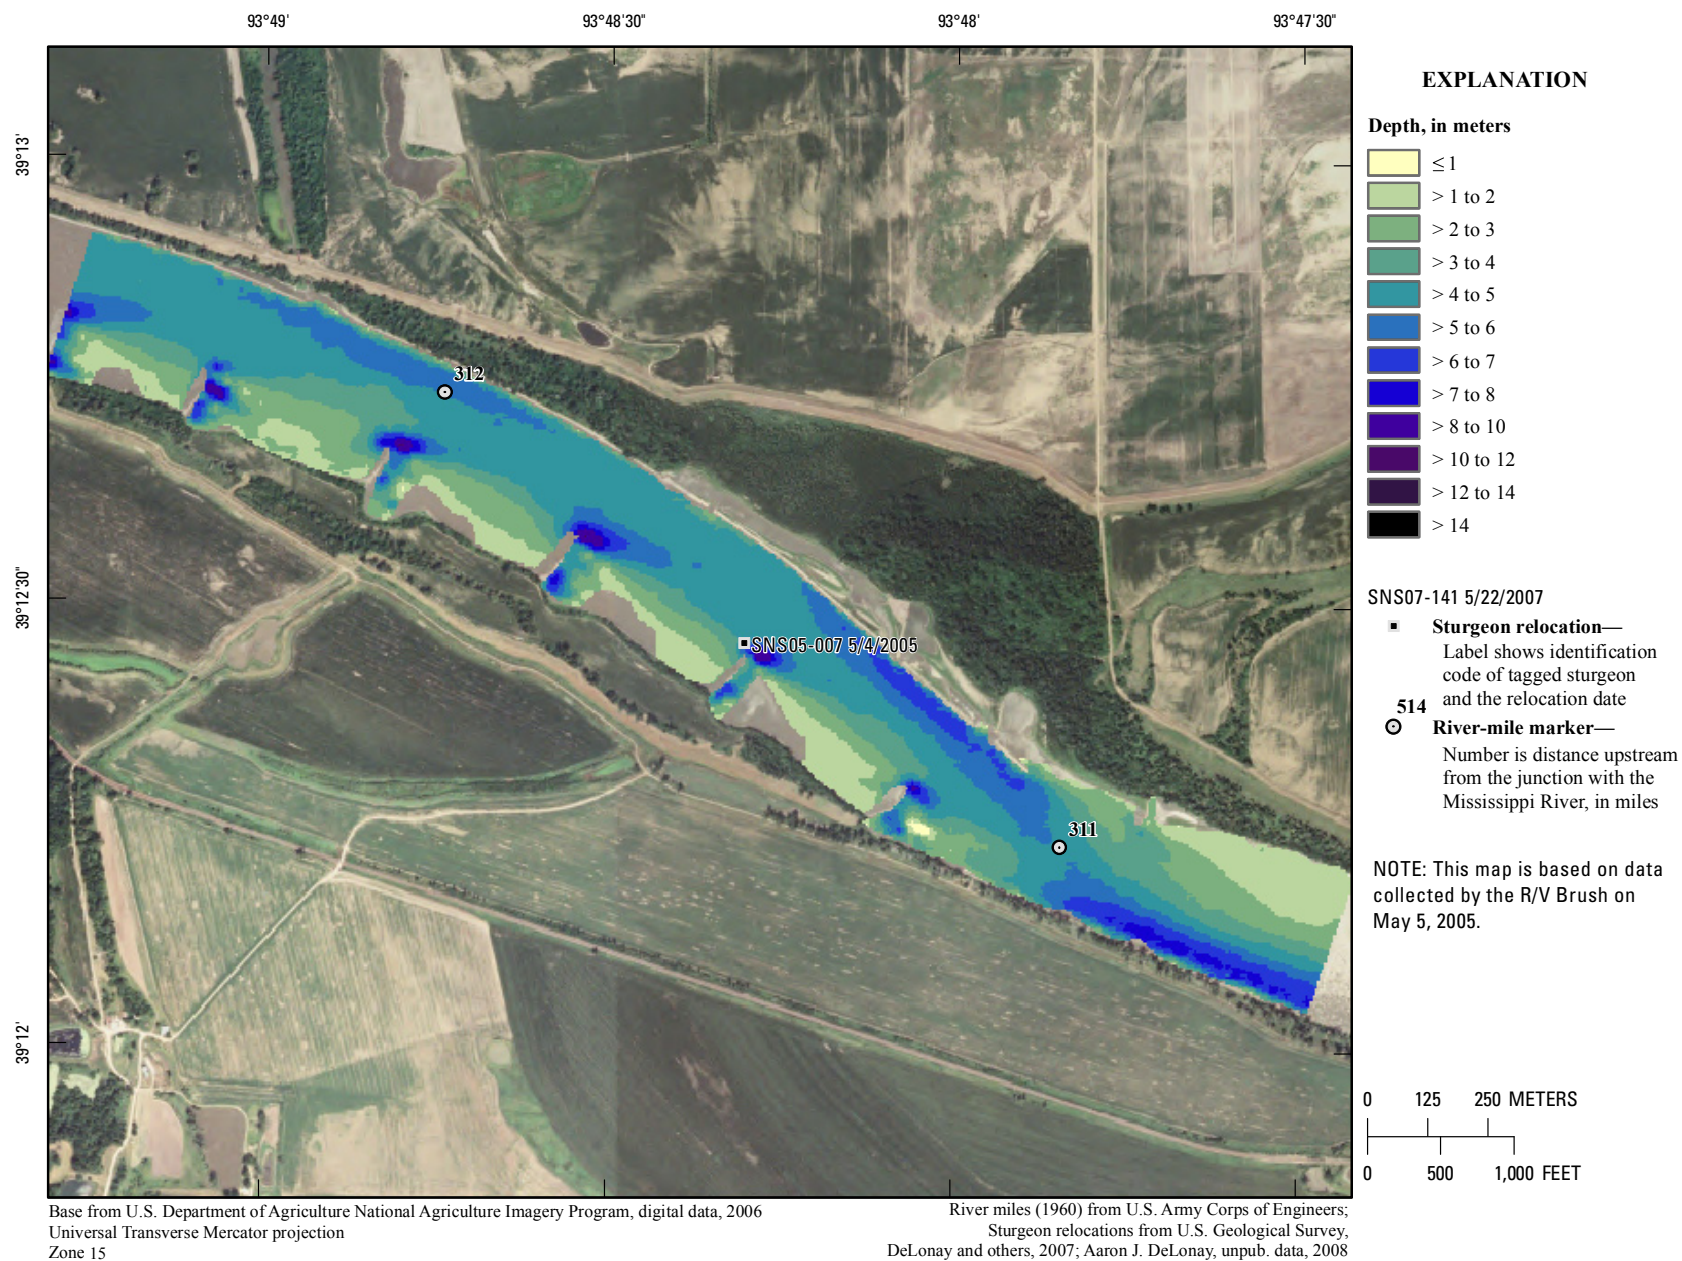 93°49'
93°48'30"
93°48'
93°47'30"
39°13'
39°12'30"
39°12'
312
SNS05-007 5/4/2005
311
EXPLANATION
Depth, in meters
≤ 1
> 1 to 2
> 2 to 3
> 3 to 4
> 4 to 5
> 5 to 6
> 6 to 7
> 7 to 8
> 8 to 10
> 10 to 12
> 12 to 14
> 14
SNS07-141 5/22/2007
Sturgeon relocation—
Label shows identification
code of tagged sturgeon
and the relocation date
514
River-mile marker—
Number is distance upstream
from the junction with the
Mississippi River, in miles
NOTE: This map is based on data
collected by the R/V Brush on
May 5, 2005.
0 125 250 METERS
0 500 1,000 FEET
Base from U.S. Department of Agriculture National Agriculture Imagery Program, digital data, 2006
Universal Transverse Mercator projection
Zone 15
River miles (1960) from U.S. Army Corps of Engineers;
Sturgeon relocations from U.S. Geological Survey,
DeLonay and others, 2007; Aaron J. DeLonay, unpub. data, 2008